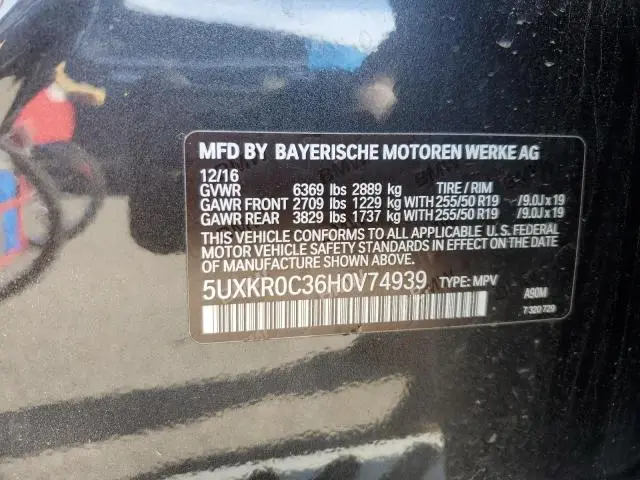 MFD BY BAYERISCHE MOTOREN WERKE AG
12/16
GVWR 6369 lbs 2889 kg TIRE / RIM
GAWR FRONT 2709 lbs 1229 kg WITH 255/50 R19 /9.0J x 19
GAWR REAR 3829 lbs 1737 kg WITH 255/50 R19 /9.0J x 19
THIS VEHICLE CONFORMS TO ALL APPLICABLE U. S. FEDERAL
MOTOR VEHICLE SAFETY STANDARDS IN EFFECT ON THE
DATE OF MANUFACTURE SHOWN ABOVE.
5UXKR0C36H0V74939 TYPE: MPV A90M
7 320 729